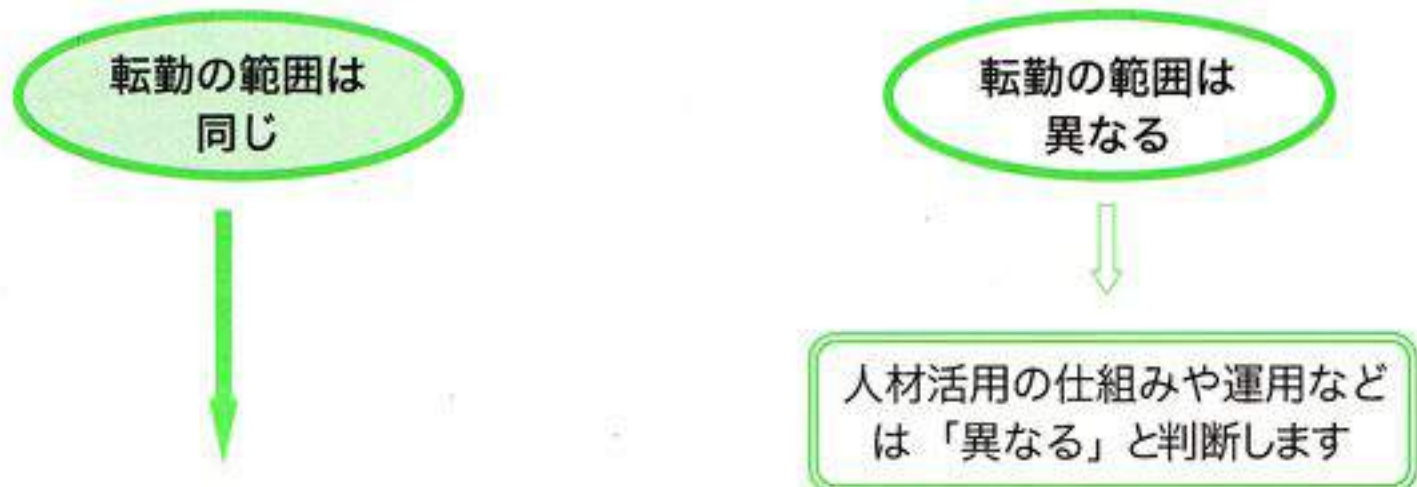 転勤の範囲は
同じ
転勤の範囲は
異なる
人材活用の仕組みや運用など
は「異なる」と判断します